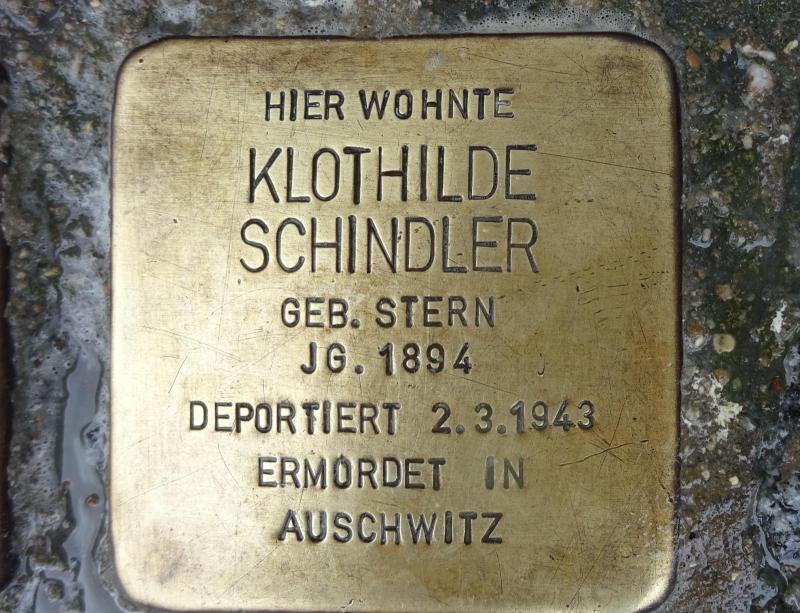 HIER WOHNTE
KLOTHILDE
SCHINDLER
GEB. STERN
JG. 1894
DEPORTIERT 2.3.1943
ERMORDET IN
AUSCHWITZ